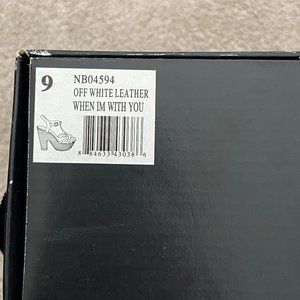 9 NB04594
OFF WHITE LEATHER
WHEN IM WITH YOU
8 84633 43038 6